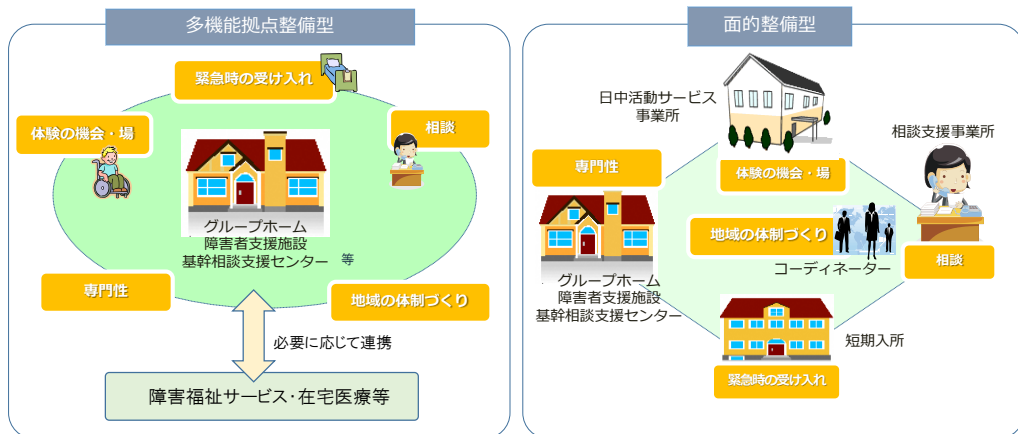 多機能拠点整備型
緊急時の受け入れ
体験の機会・場
相談
グループホーム
障害者支援施設
基幹相談支援センター 等
専門性
地域の体制づくり
必要に応じて連携
障害福祉サービス・在宅医療等
面的整備型
日中活動サービス
事業所
相談支援事業所
専門性
体験の機会・場
地域の体制づくり
コーディネーター
相談
グループホーム
障害者支援施設
基幹相談支援センター
短期入所
緊急時の受け入れ